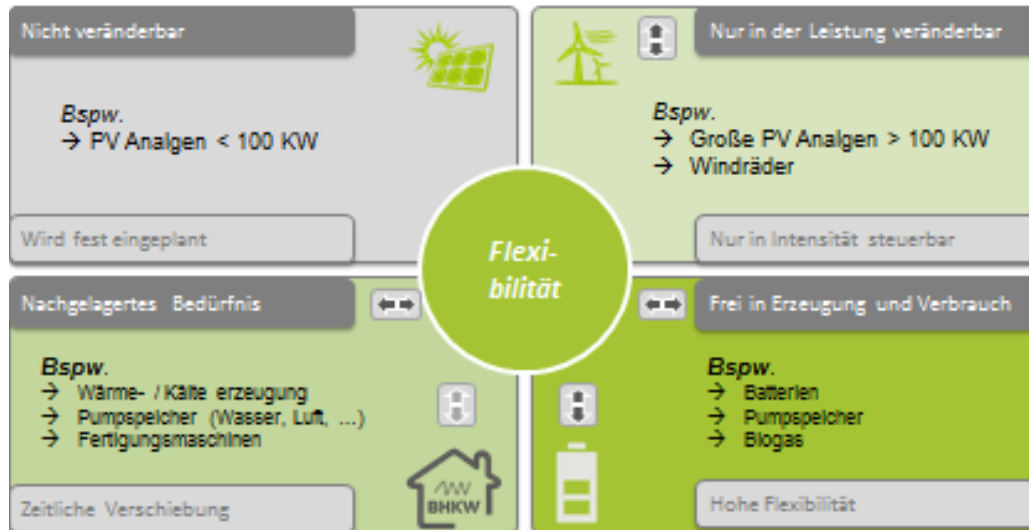 Nicht veränderbar
Bspw.
→ PV Analgen < 100 KW
Wird fest eingeplant
Nur in der Leistung veränderbar
Bspw.
→ Große PV Analgen > 100 KW
→ Windräder
Nur in Intensität steuerbar
Flexi-
bilität
Nachgelagertes Bedürfnis
Bspw.
→ Wärme- / Kälte erzeugung
→ Pumpspeicher (Wasser, Luft, ...)
→ Fertigungsmaschinen
BHKW
Zeitliche Verschiebung
Frei in Erzeugung und Verbrauch
Bspw.
→ Batterien
→ Pumpspeicher
→ Biogas
Hohe Flexibilität